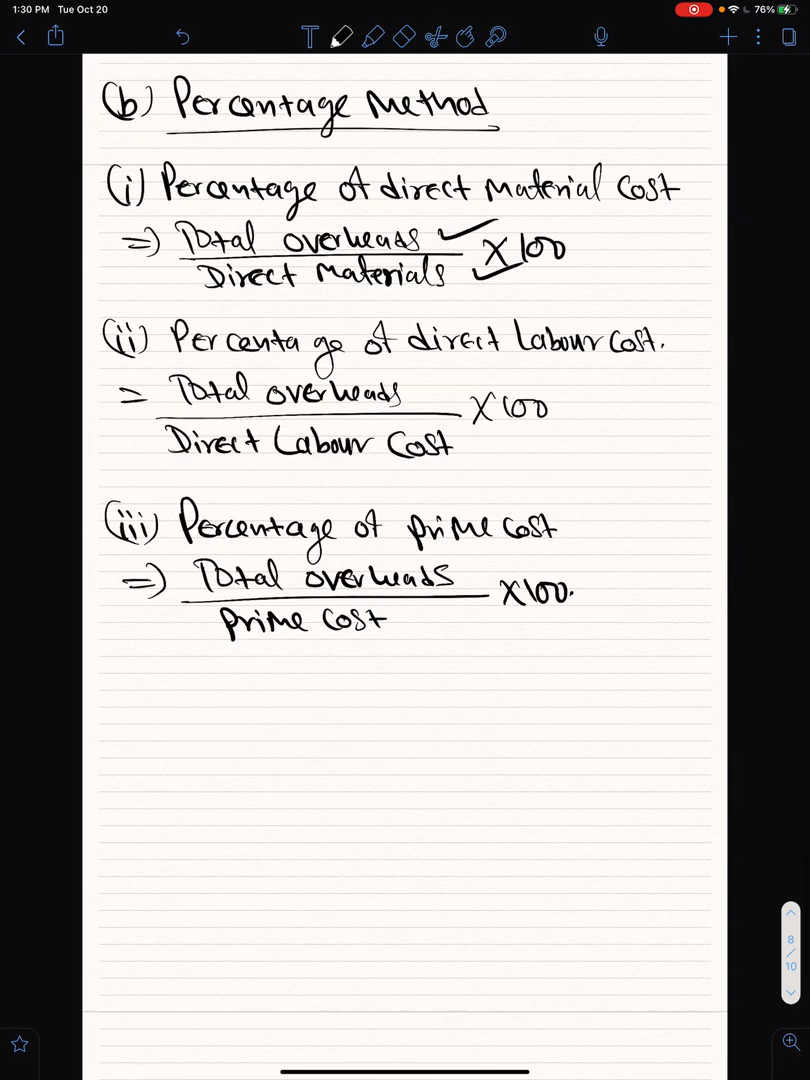 1:30 PM Tue Oct 20
76%
(b) Percentage Method
(i) Percentage of direct Material Cost
=) Total overheads
X 100
Direct Materials
(ii) Percentage of direct Labour Cost.
= Total overheads
X 100
Direct Labour Cost
(iii) Percentage of prime cost
=) Total overheads
X100.
prime cost
8
/
10